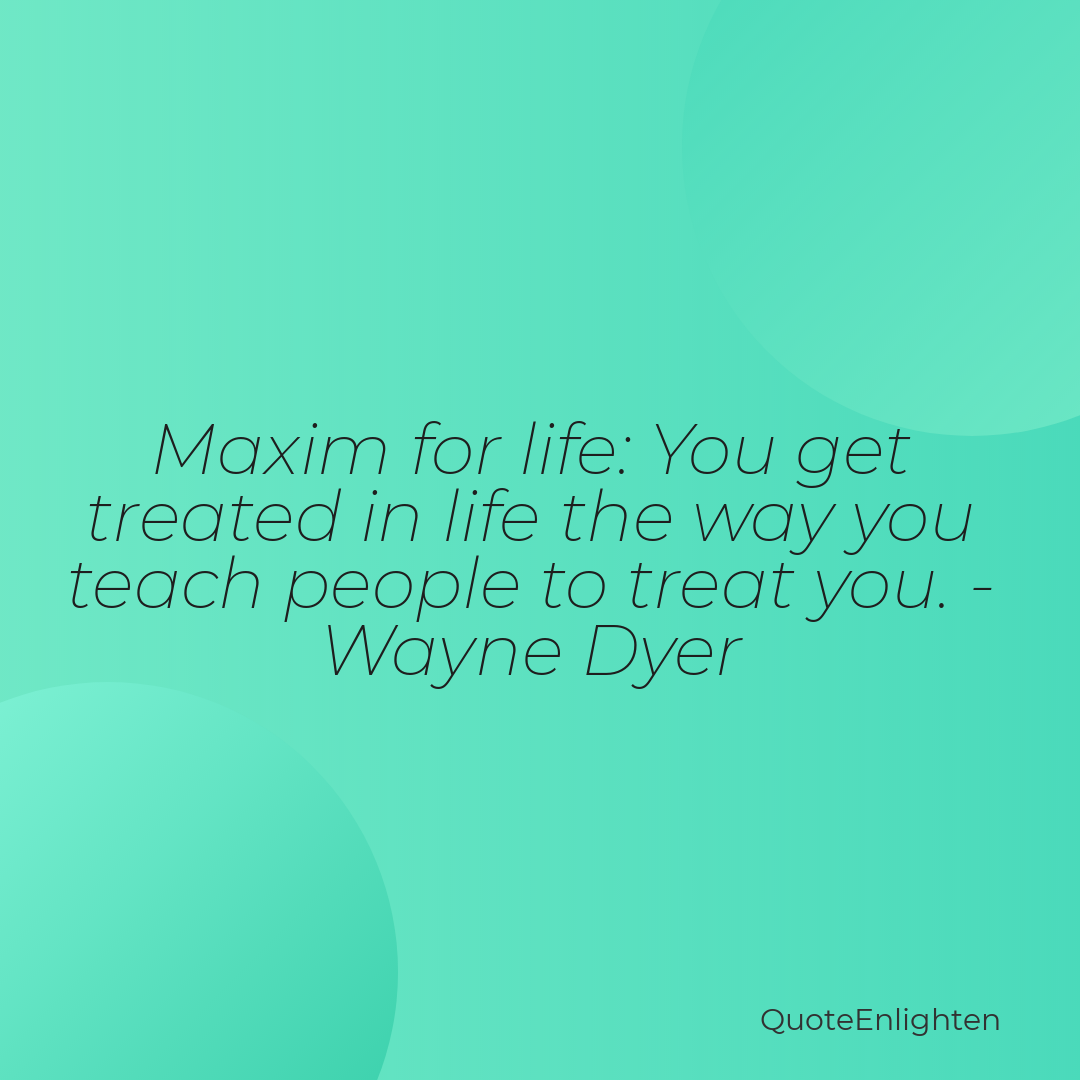 Maxim for life: You get
treated in life the way you
teach people to treat you. -
Wayne Dyer
QuoteEnlighten